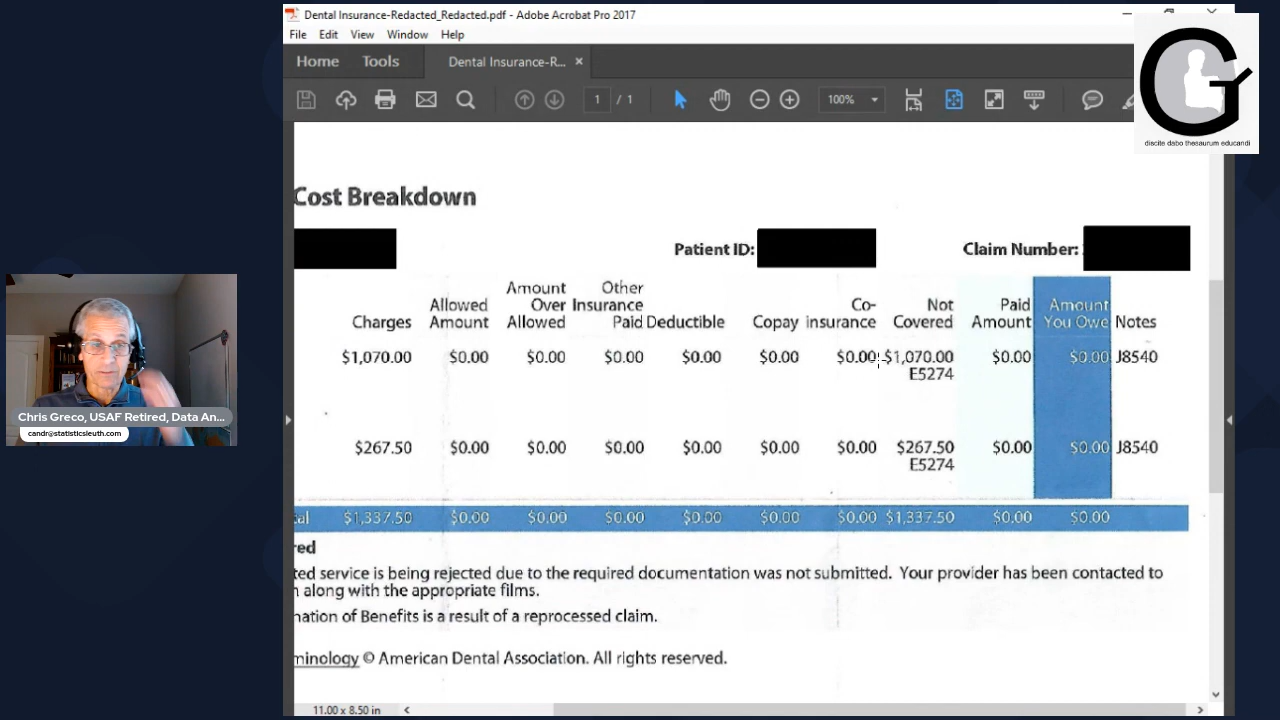 Dental Insurance-Redacted_Redacted.pdf - Adobe Acrobat Pro 2017
File Edit View Window Help
Home Tools Dental Insurance-R... ×
1 / 1 100%
discite dabo thesaurum educandi
Cost Breakdown
Patient ID: Claim Number:
Charges Allowed Amount Amount Over Allowed Other Insurance Paid Deductible Copay Co-insurance Not Covered Paid Amount Amount You Owe Notes
$1,070.00 $0.00 $0.00 $0.00 $0.00 $0.00 $0.00 $1,070.00 $0.00 $0.00 J8540
E5274
$267.50 $0.00 $0.00 $0.00 $0.00 $0.00 $0.00 $267.50 $0.00 $0.00 J8540
E5274
tal $1,337.50 $0.00 $0.00 $0.00 $0.00 $0.00 $0.00 $1,337.50 $0.00 $0.00
red
ted service is being rejected due to the required documentation was not submitted. Your provider has been contacted to
n along with the appropriate films.
nation of Benefits is a result of a reprocessed claim.
minology © American Dental Association. All rights reserved.
11.00 x 8.50 in
Chris Greco, USAF Retired, Data An...
candr@statisticsleuth.com